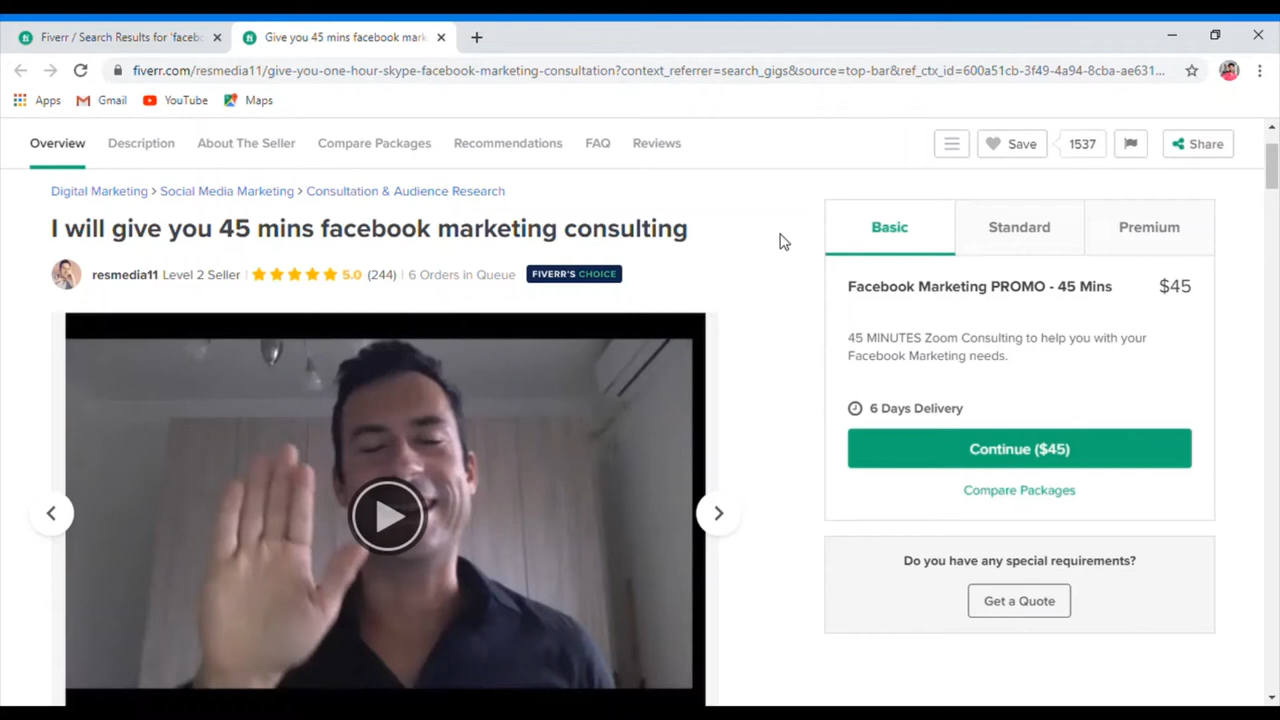 Fiverr / Search Results for 'facebo
Give you 45 mins facebook mark
fiverr.com/resmedia11/give-you-one-hour-skype-facebook-marketing-consultation?context_referrer=search_gigs&source=top-bar&ref_ctx_id=600a51cb-3f49-4a94-8cba-ae631...
Apps Gmail YouTube Maps
Overview Description About The Seller Compare Packages Recommendations FAQ Reviews
Save 1537 Share
Digital Marketing > Social Media Marketing > Consultation & Audience Research
I will give you 45 mins facebook marketing consulting
resmedia11 Level 2 Seller 5.0 (244) | 6 Orders in Queue FIVERR'S CHOICE
Basic Standard Premium
Facebook Marketing PROMO - 45 Mins $45
45 MINUTES Zoom Consulting to help you with your
Facebook Marketing needs.
6 Days Delivery
Continue ($45)
Compare Packages
Do you have any special requirements?
Get a Quote